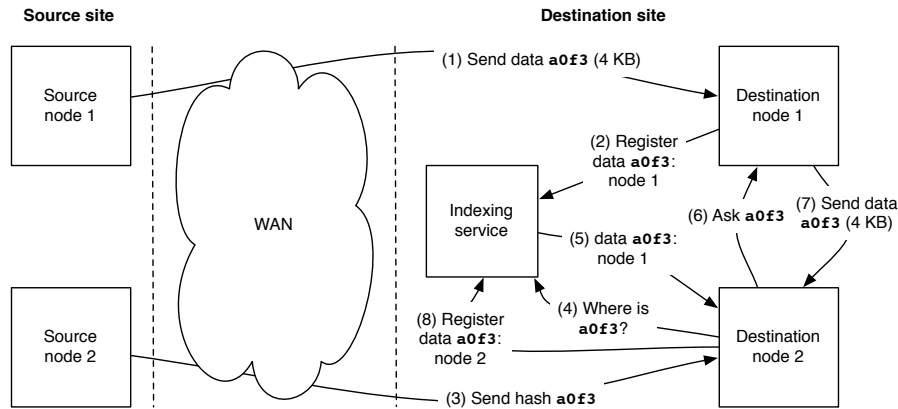 Source site
Destination site
(1) Send data a0f3 (4 KB)
Source
node 1
Destination
node 1
(2) Register
data a0f3:
node 1
Indexing
service
WAN
(6) Ask a0f3
(7) Send data
a0f3 (4 KB)
(5) data a0f3:
node 1
(4) Where is
a0f3?
(8) Register
data a0f3:
node 2
Source
node 2
Destination
node 2
(3) Send hash a0f3